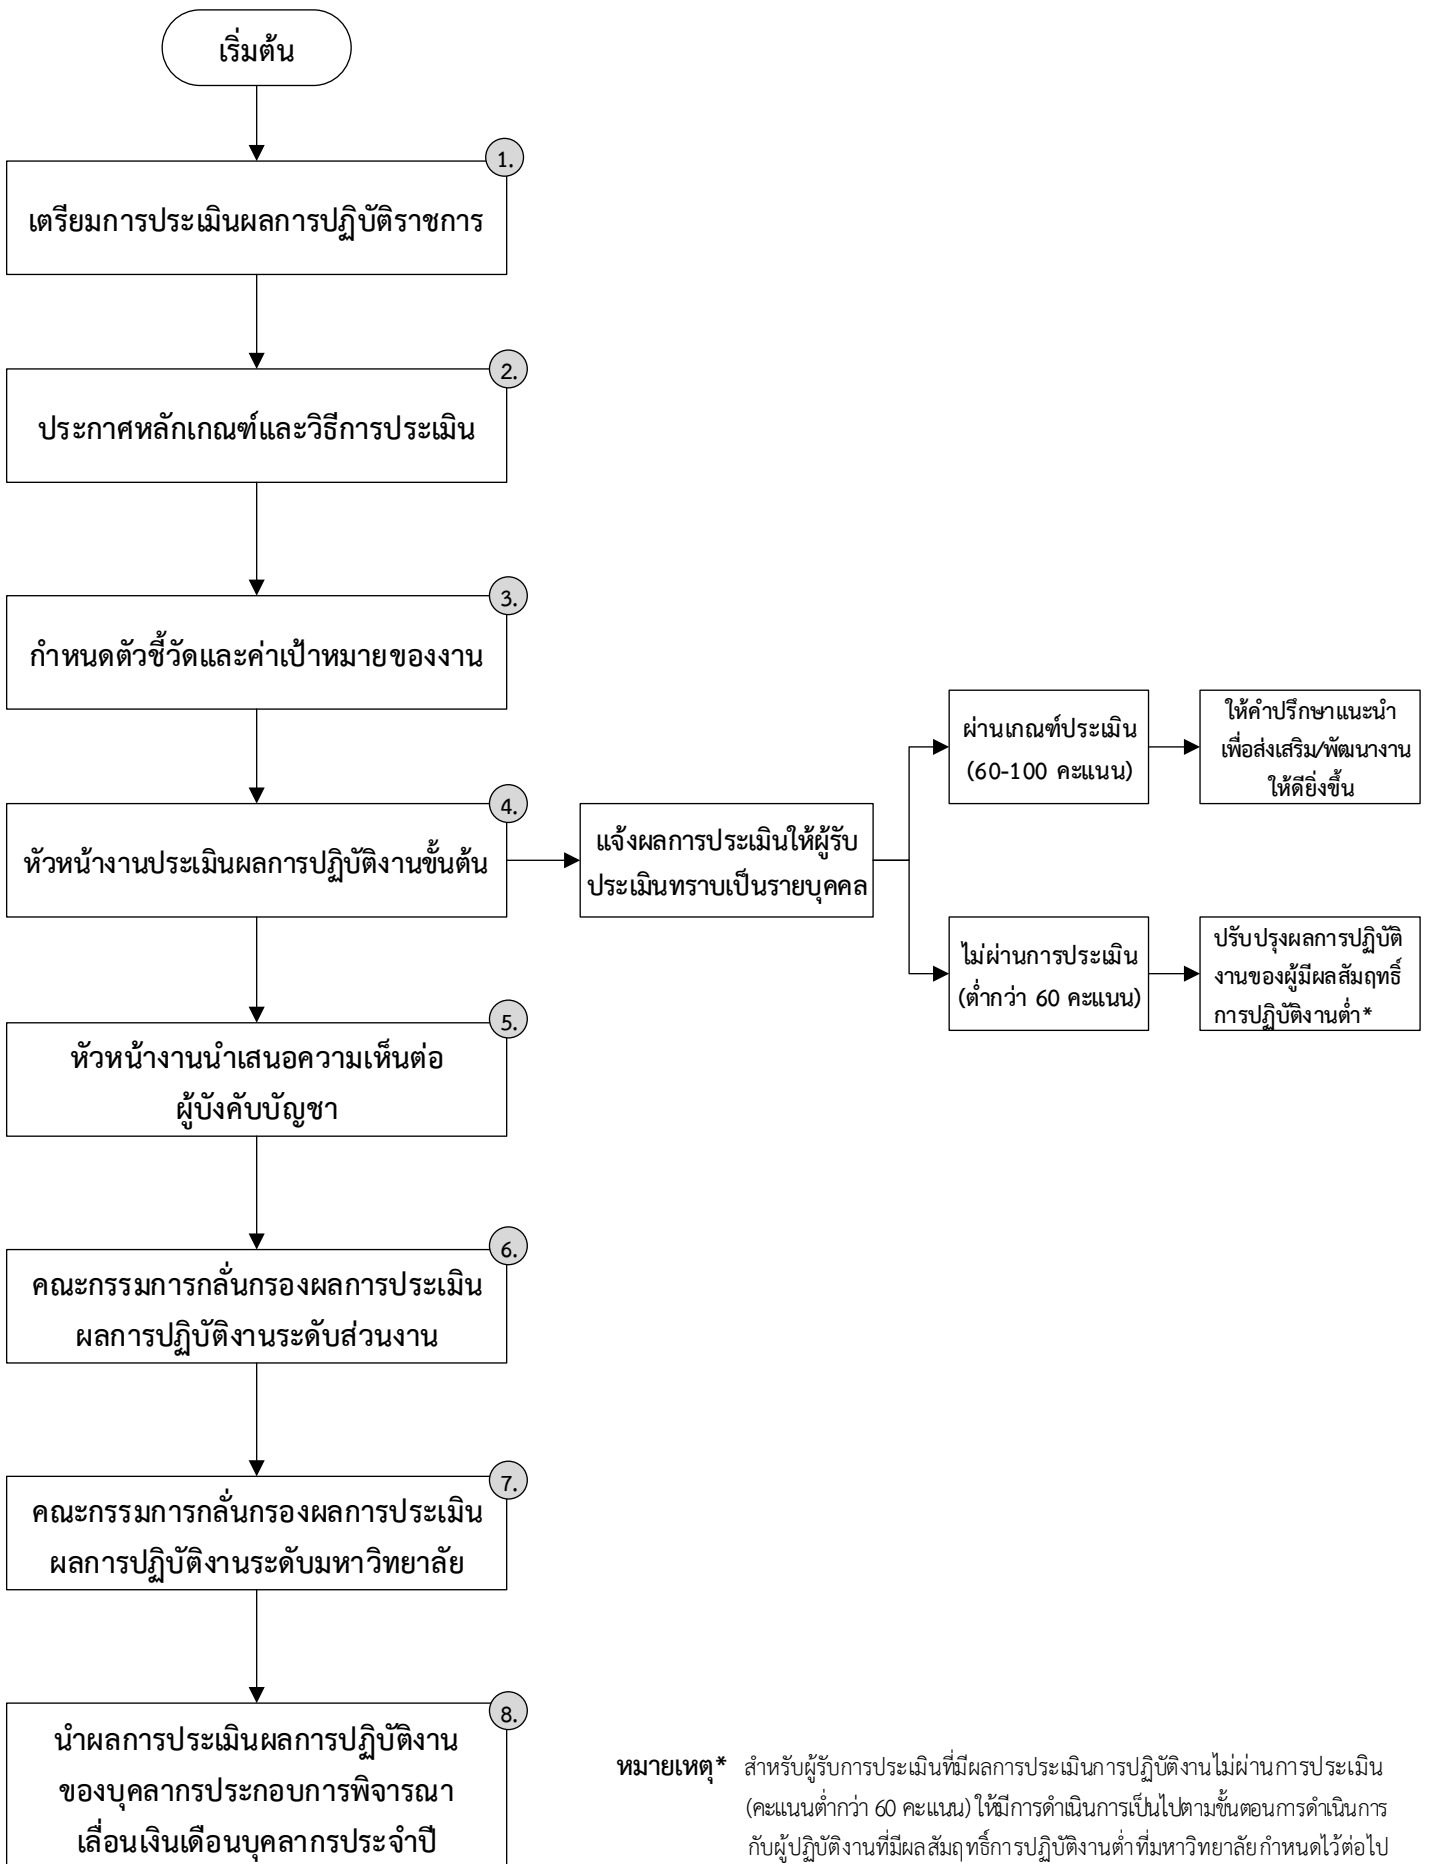 เริ่มต้น
1.
เตรียมการประเมินผลการปฏิบัติราชการ
2.
ประกาศหลักเกณฑ์และวิธีการประเมิน
3.
กำหนดตัวชี้วัดและค่าเป้าหมายของงาน
4.
หัวหน้างานประเมินผลการปฏิบัติงานขั้นต้น
แจ้งผลการประเมินให้ผู้รับ
ประเมินทราบเป็นรายบุคคล
ผ่านเกณฑ์ประเมิน
(60-100 คะแนน)
ให้คำปรึกษาแนะนำ
เพื่อส่งเสริม/พัฒนางาน
ให้ดียิ่งขึ้น
ไม่ผ่านการประเมิน
(ต่ำกว่า 60 คะแนน)
ปรับปรุงผลการปฏิบัติ
งานของผู้มีผลสัมฤทธิ์
การปฏิบัติงานต่ำ*
5.
หัวหน้างานนำเสนอความเห็นต่อ
ผู้บังคับบัญชา
6.
คณะกรรมการกลั่นกรองผลการประเมิน
ผลการปฏิบัติงานระดับส่วนงาน
7.
คณะกรรมการกลั่นกรองผลการประเมิน
ผลการปฏิบัติงานระดับมหาวิทยาลัย
8.
นำผลการประเมินผลการปฏิบัติงาน
ของบุคลากรประกอบการพิจารณา
เลื่อนเงินเดือนบุคลากรประจำปี
หมายเหตุ* สำหรับผู้รับการประเมินที่มีผลการประเมินการปฏิบัติงานไม่ผ่านการประเมิน
(คะแนนต่ำกว่า 60 คะแนน) ให้มีการดำเนินการเป็นไปตามขั้นตอนการดำเนินการ
กับผู้ปฏิบัติงานที่มีผลสัมฤทธิ์การปฏิบัติงานต่ำที่มหาวิทยาลัยกำหนดไว้ต่อไป